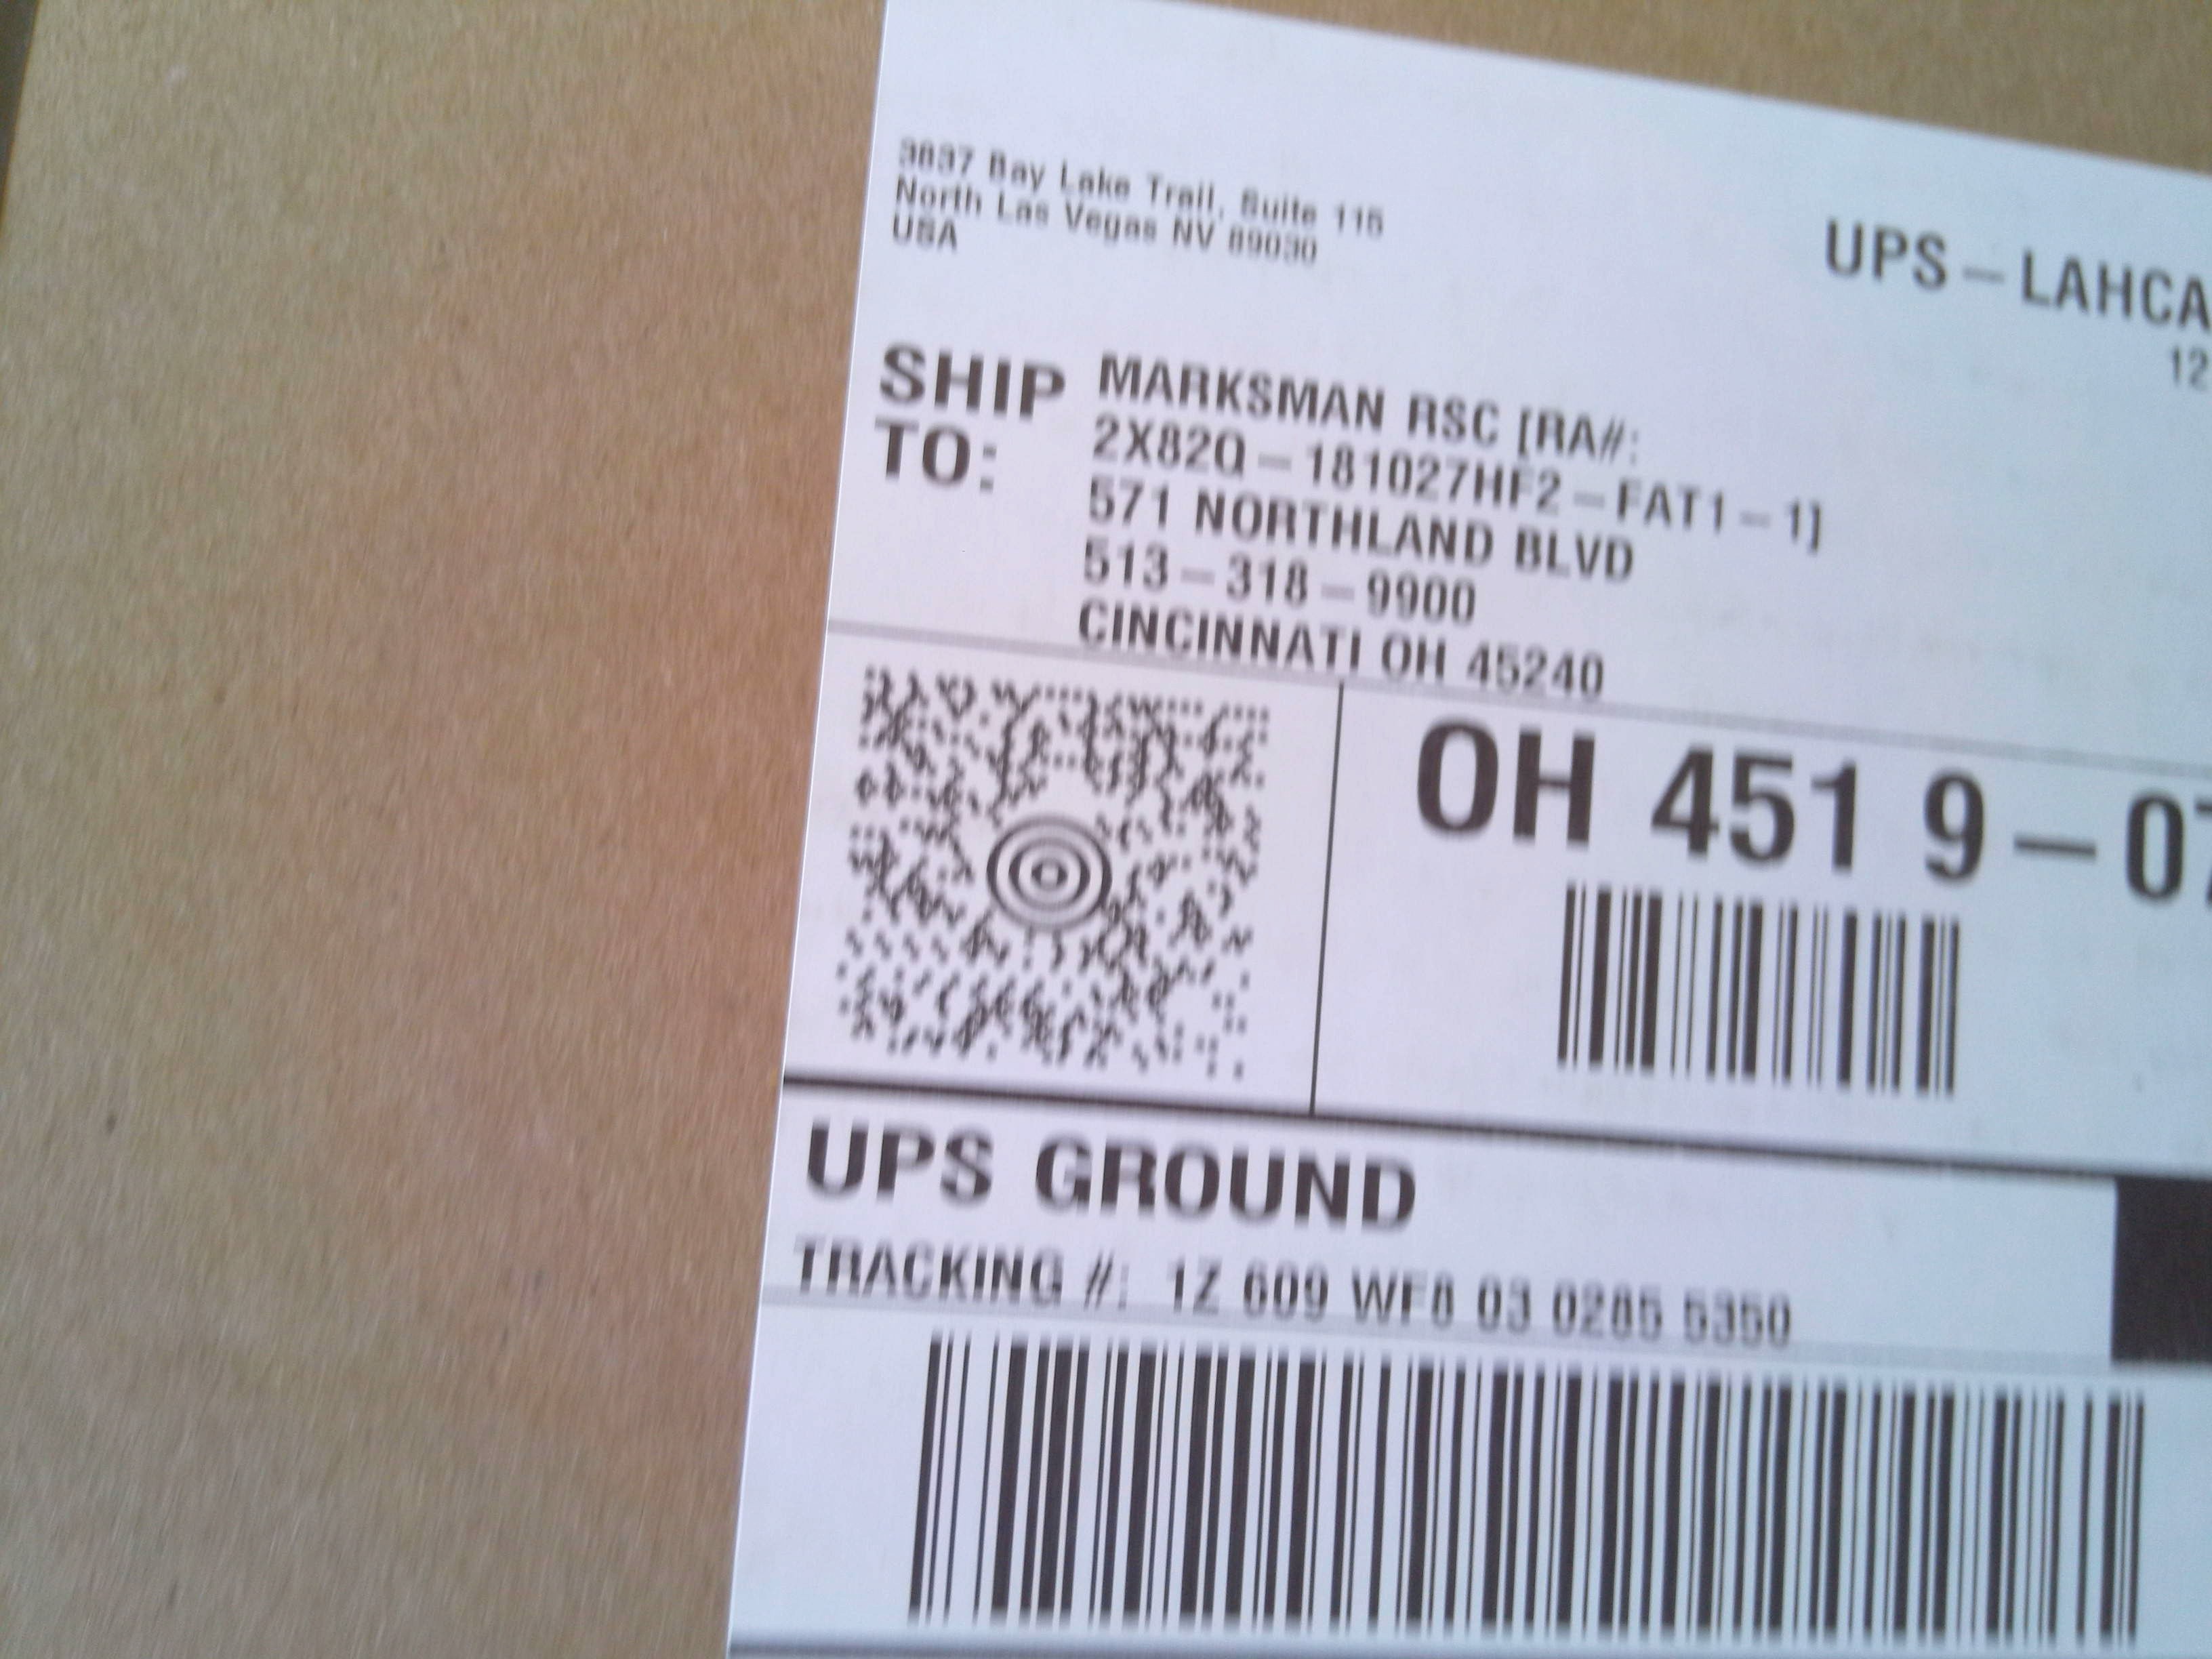 3837 Bay Lake Trail, Suite 115
North Las Vegas NV 89030
USA
UPS - LAHCA
12
SHIP TO:
MARKSMAN RSC [RA#:
2X82Q - 181027HF2 - FAT1 - 1]
571 NORTHLAND BLVD
513 - 318 - 9900
CINCINNATI OH 45240
OH 451 9 - 07
UPS GROUND
TRACKING #: 1Z 609 WF8 03 0285 5350